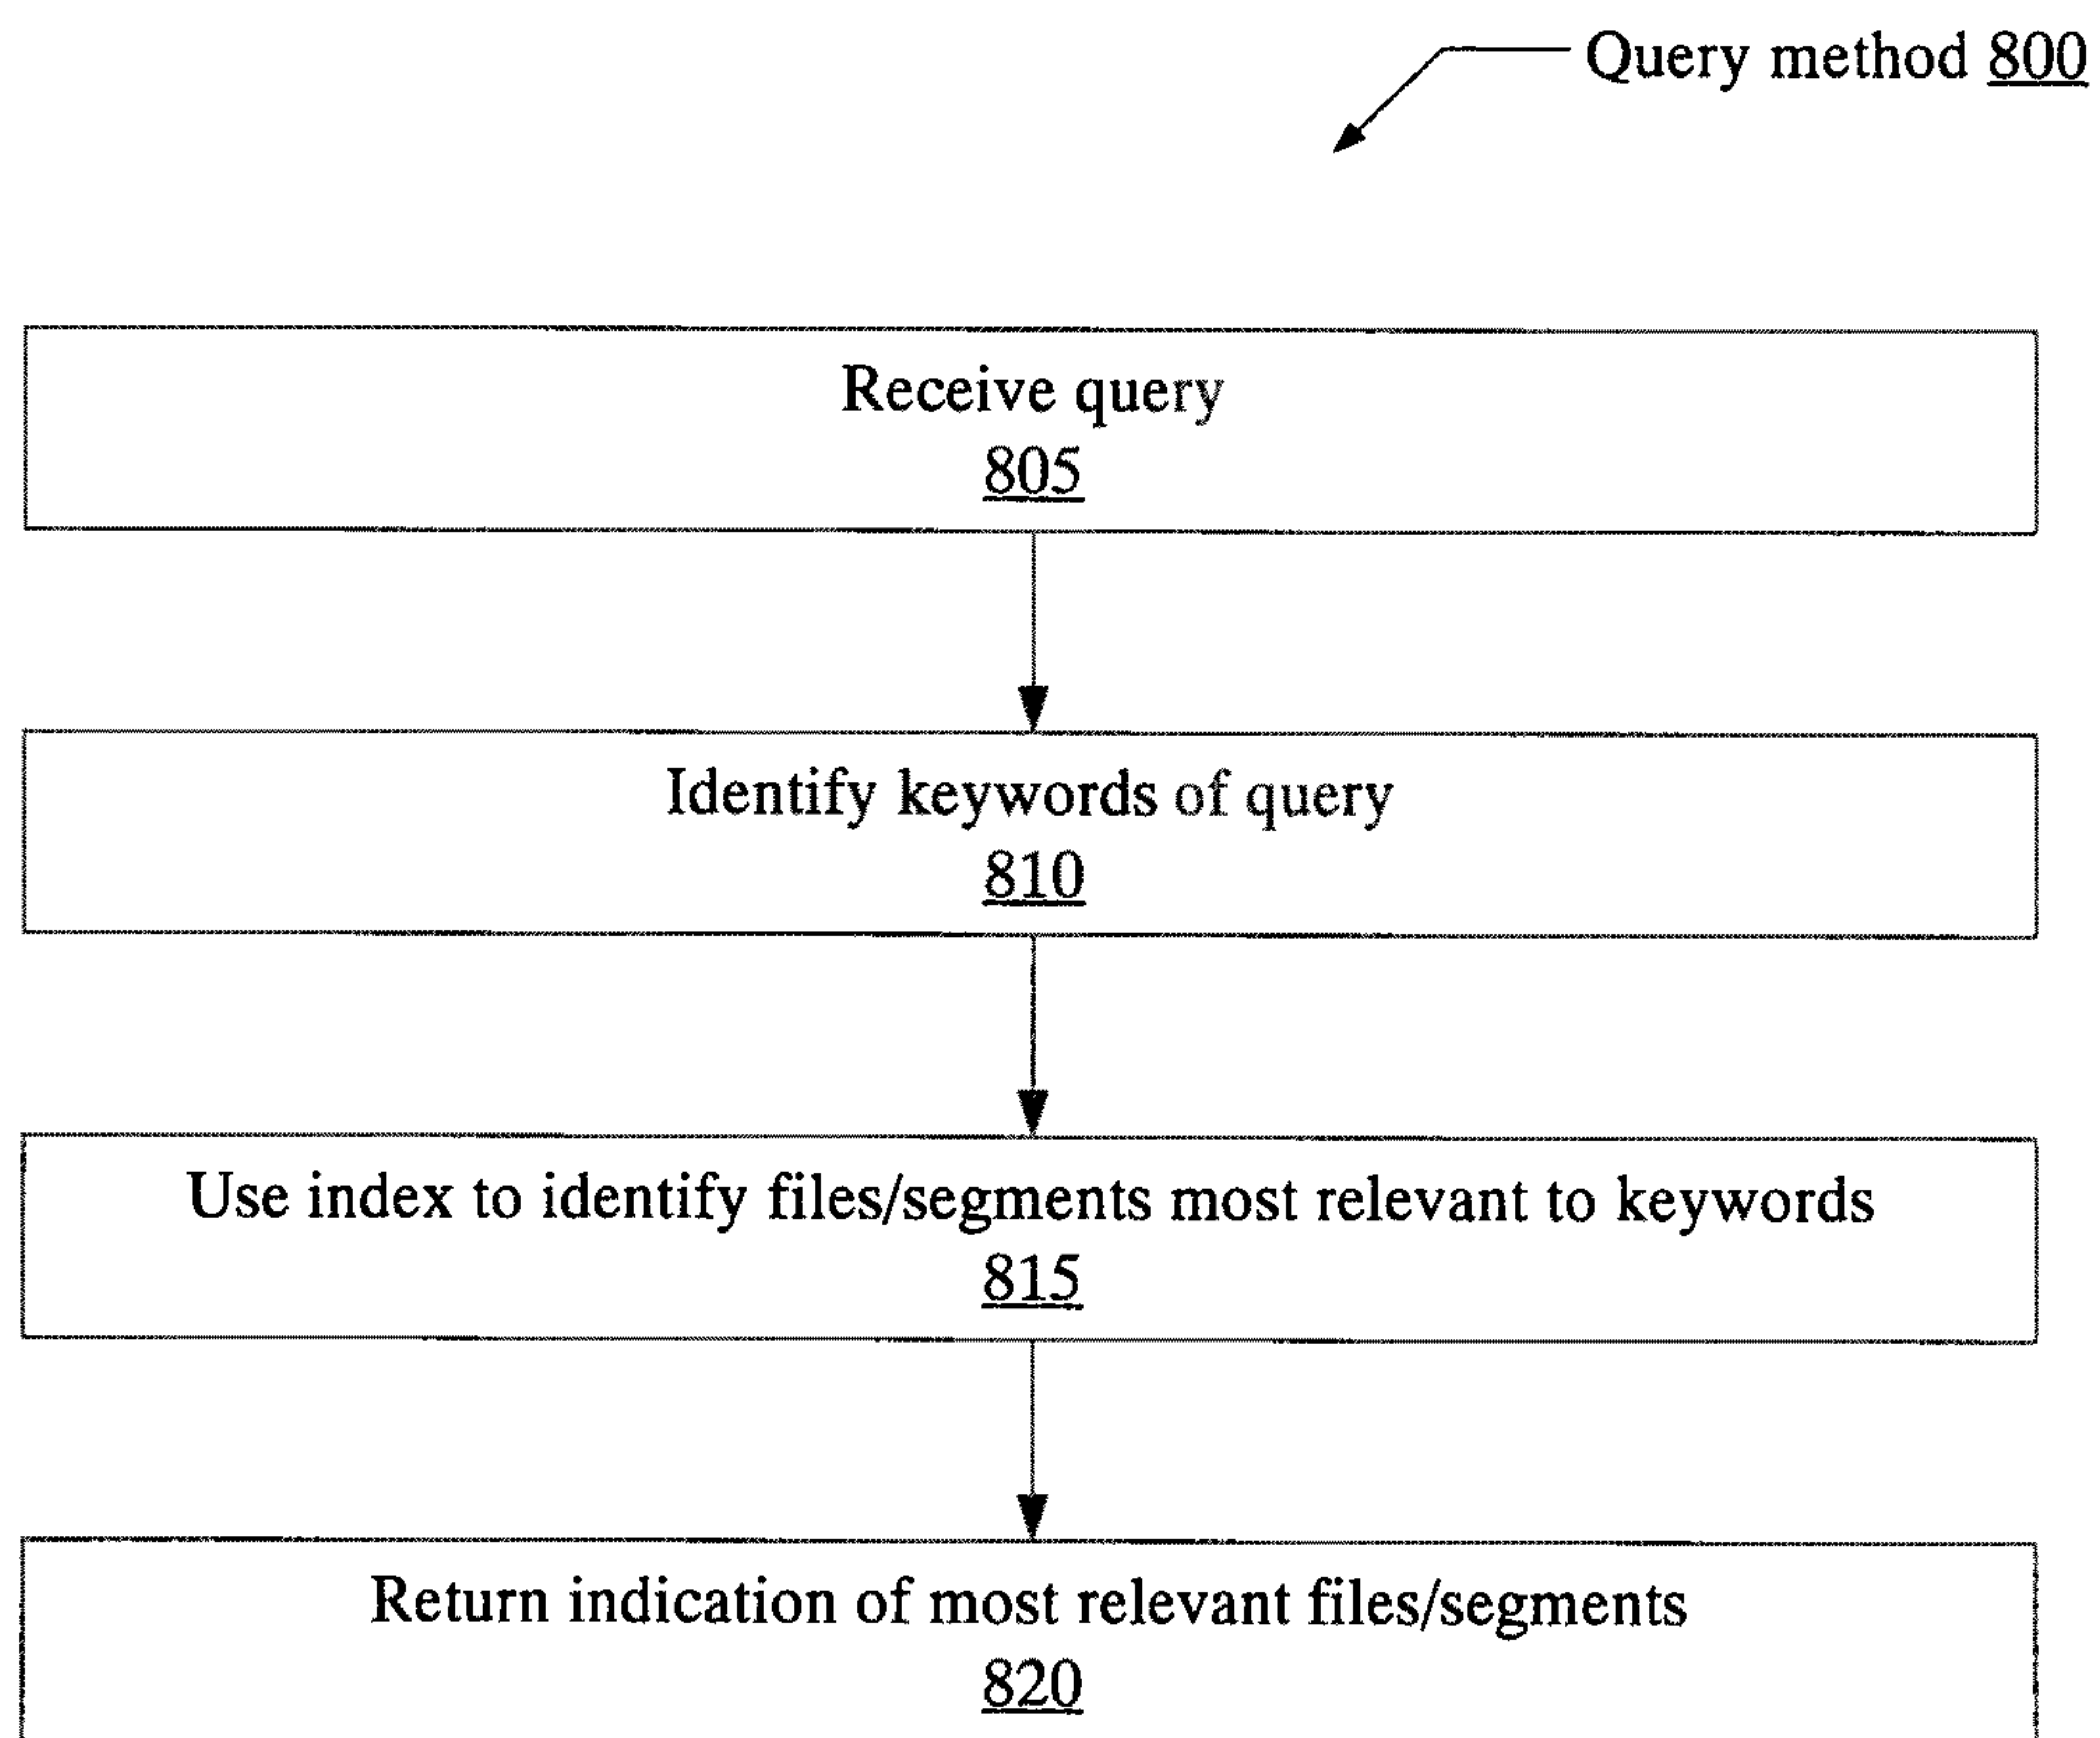 Query method 800
Receive query
805
Identify keywords of query
810
Use index to identify files/segments most relevant to keywords
815
Return indication of most relevant files/segments
820